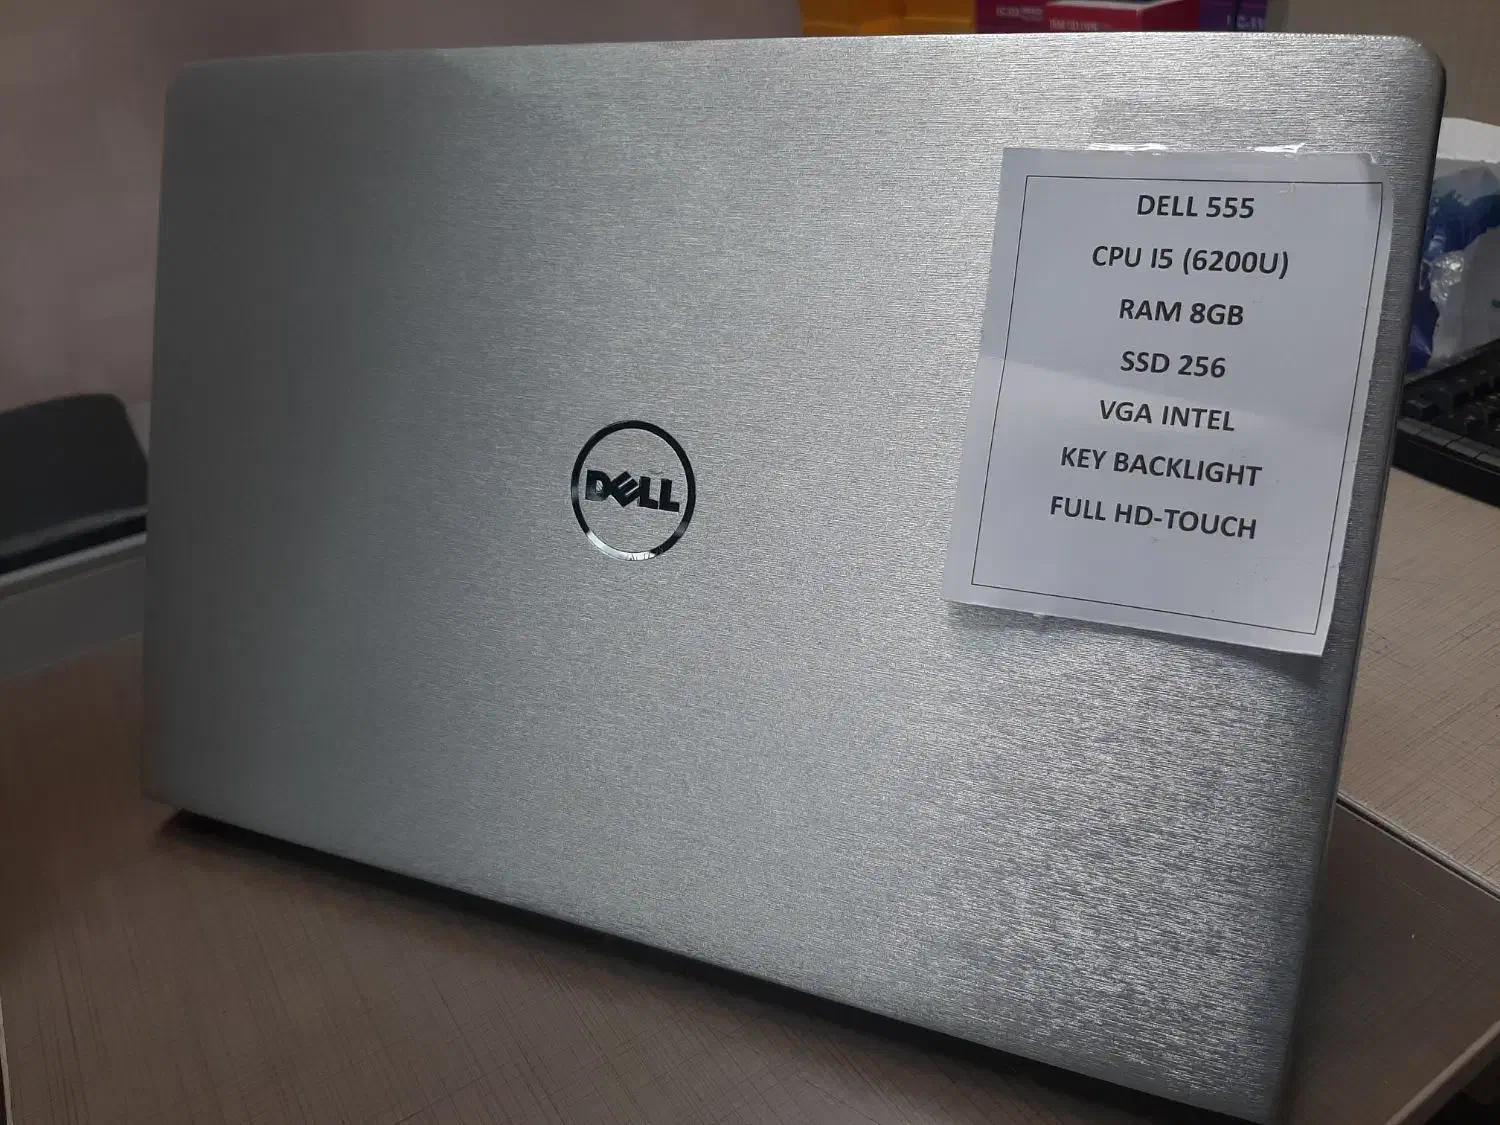 DELL 555
CPU I5 (6200U)
RAM 8GB
SSD 256
VGA INTEL
KEY BACKLIGHT
FULL HD-TOUCH
DELL